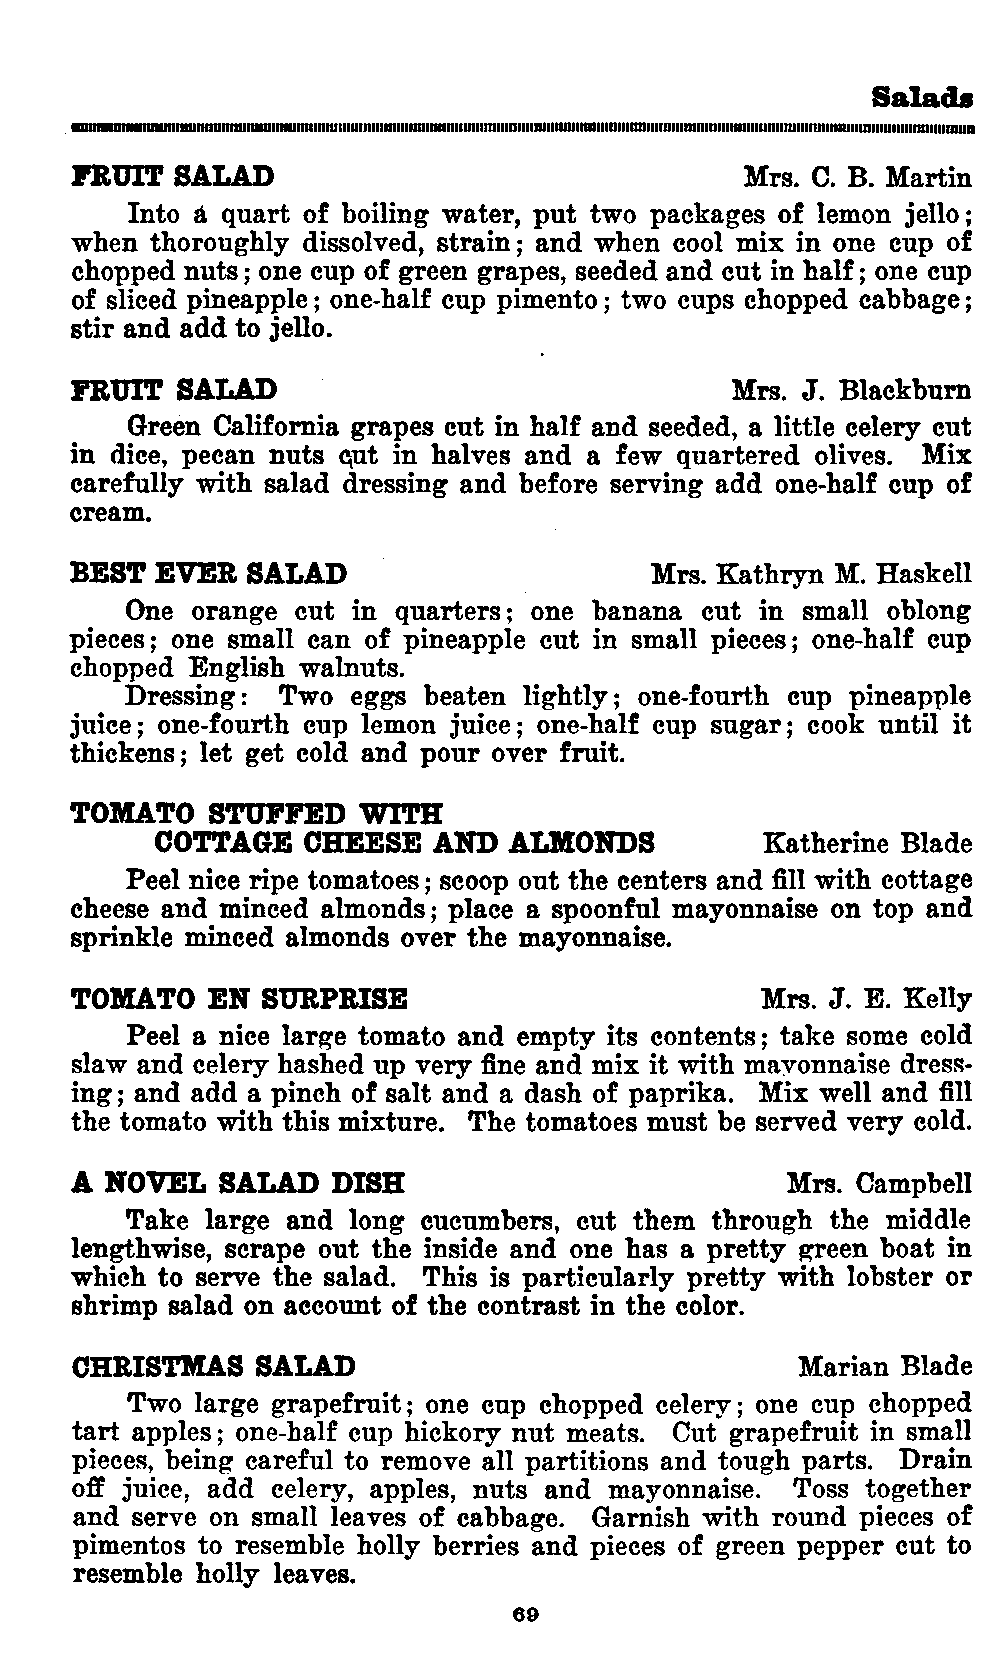 Salads
FRUIT SALAD Mrs. C. B. Martin
Into a quart of boiling water, put two packages of lemon jello;
when thoroughly dissolved, strain; and when cool mix in one cup of
chopped nuts; one cup of green grapes, seeded and cut in half; one cup
of sliced pineapple; one-half cup pimento; two cups chopped cabbage;
stir and add to jello.
FRUIT SALAD Mrs. J. Blackburn
Green California grapes cut in half and seeded, a little celery cut
in dice, pecan nuts cut in halves and a few quartered olives. Mix
carefully with salad dressing and before serving add one-half cup of
cream.
BEST EVER SALAD Mrs. Kathryn M. Haskell
One orange cut in quarters; one banana cut in small oblong
pieces; one small can of pineapple cut in small pieces; one-half cup
chopped English walnuts.
Dressing: Two eggs beaten lightly; one-fourth cup pineapple
juice; one-fourth cup lemon juice; one-half cup sugar; cook until it
thickens; let get cold and pour over fruit.
TOMATO STUFFED WITH
COTTAGE CHEESE AND ALMONDS Katherine Blade
Peel nice ripe tomatoes; scoop out the centers and fill with cottage
cheese and minced almonds; place a spoonful mayonnaise on top and
sprinkle minced almonds over the mayonnaise.
TOMATO EN SURPRISE Mrs. J. E. Kelly
Peel a nice large tomato and empty its contents; take some cold
slaw and celery hashed up very fine and mix it with mayonnaise dress-
ing; and add a pinch of salt and a dash of paprika. Mix well and fill
the tomato with this mixture. The tomatoes must be served very cold.
A NOVEL SALAD DISH Mrs. Campbell
Take large and long cucumbers, cut them through the middle
lengthwise, scrape out the inside and one has a pretty green boat in
which to serve the salad. This is particularly pretty with lobster or
shrimp salad on account of the contrast in the color.
CHRISTMAS SALAD Marian Blade
Two large grapefruit; one cup chopped celery; one cup chopped
tart apples; one-half cup hickory nut meats. Cut grapefruit in small
pieces, being careful to remove all partitions and tough parts. Drain
off juice, add celery, apples, nuts and mayonnaise. Toss together
and serve on small leaves of cabbage. Garnish with round pieces of
pimentos to resemble holly berries and pieces of green pepper cut to
resemble holly leaves.
69